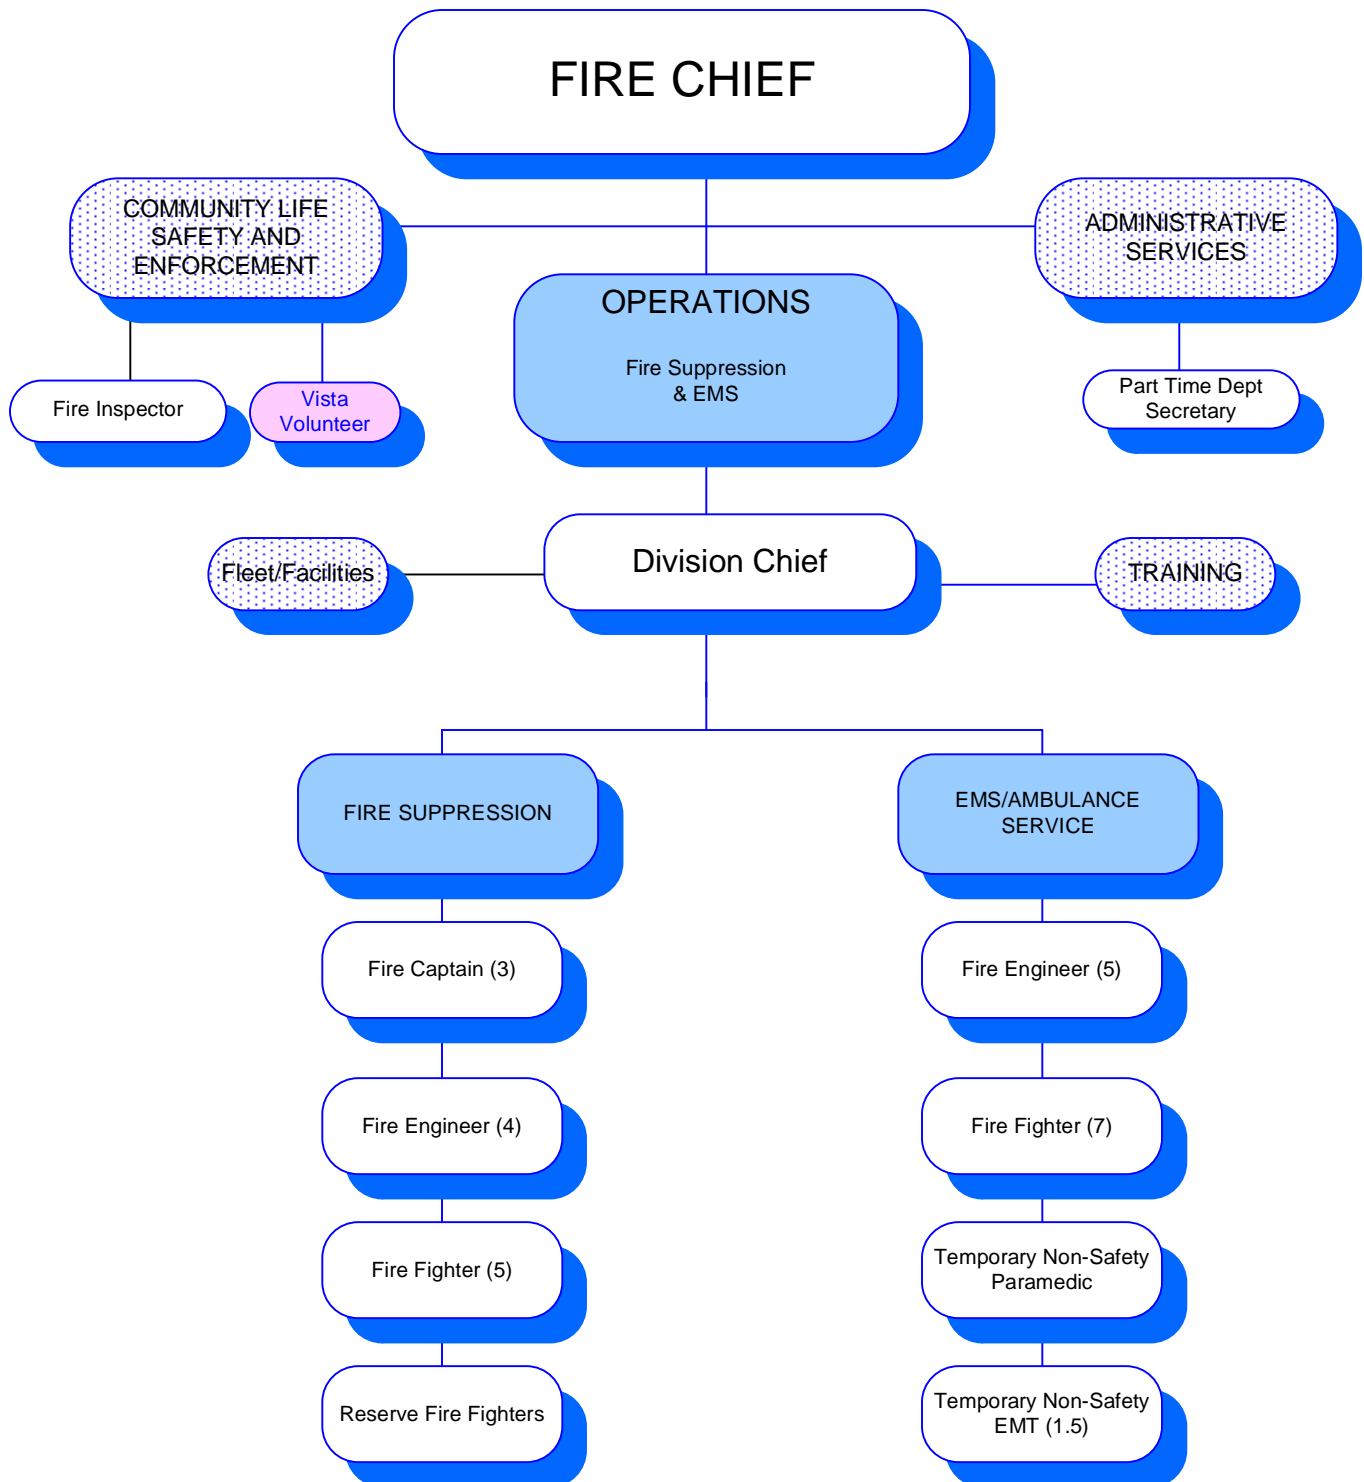 FIRE CHIEF
COMMUNITY LIFE
SAFETY AND
ENFORCEMENT
ADMINISTRATIVE
SERVICES
OPERATIONS
Fire Suppression
& EMS
Fire Inspector
Vista
Volunteer
Part Time Dept
Secretary
Fleet/Facilities
Division Chief
TRAINING
FIRE SUPPRESSION
EMS/AMBULANCE
SERVICE
Fire Captain (3)
Fire Engineer (5)
Fire Engineer (4)
Fire Fighter (7)
Fire Fighter (5)
Temporary Non-Safety
Paramedic
Reserve Fire Fighters
Temporary Non-Safety
EMT (1.5)